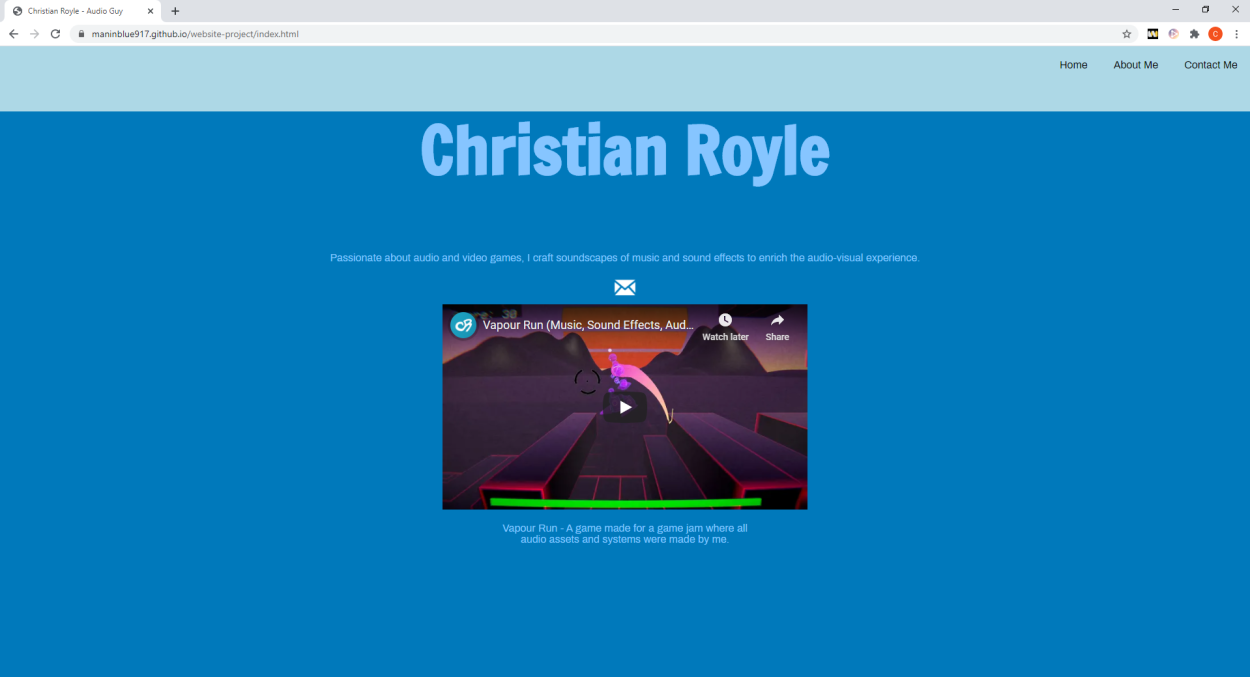 Christian Royle - Audio Guy
maninblue917.github.io/website-project/index.html
C
Home About Me Contact Me
Christian Royle
Passionate about audio and video games, I craft soundscapes of music and sound effects to enrich the audio-visual experience.
Vapour Run (Music, Sound Effects, Aud...
Watch later Share
Vapour Run - A game made for a game jam where all
audio assets and systems were made by me.